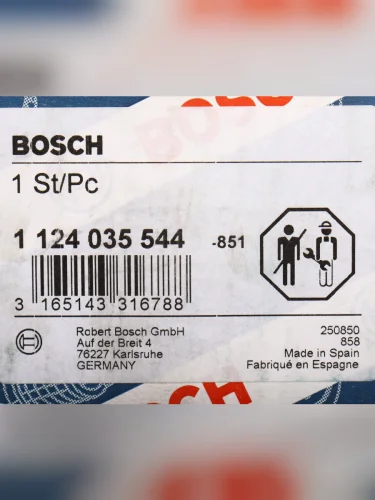 BOSCH
1 St/Pc
1 124 035 544 -851
3 165143 316788
Robert Bosch GmbH
Auf der Breit 4
76227 Karlsruhe
GERMANY
250850
858
Made in Spain
Fabriqué en Espagne